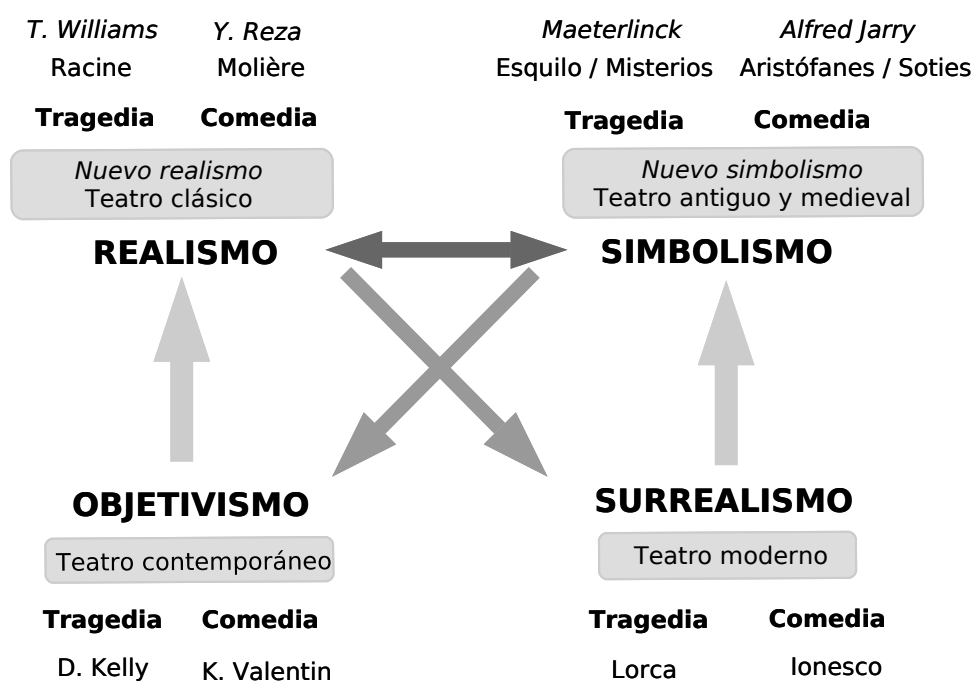 T. Williams
Y. Reza
Racine
Molière
Tragedia
Comedia
Nuevo realismo
Teatro clásico
REALISMO
Maeterlinck
Alfred Jarry
Esquilo / Misterios
Aristófanes / Soties
Tragedia
Comedia
Nuevo simbolismo
Teatro antiguo y medieval
SIMBOLISMO
OBJETIVISMO
Teatro contemporáneo
Tragedia
Comedia
D. Kelly
K. Valentin
SURREALISMO
Teatro moderno
Tragedia
Comedia
Lorca
Ionesco